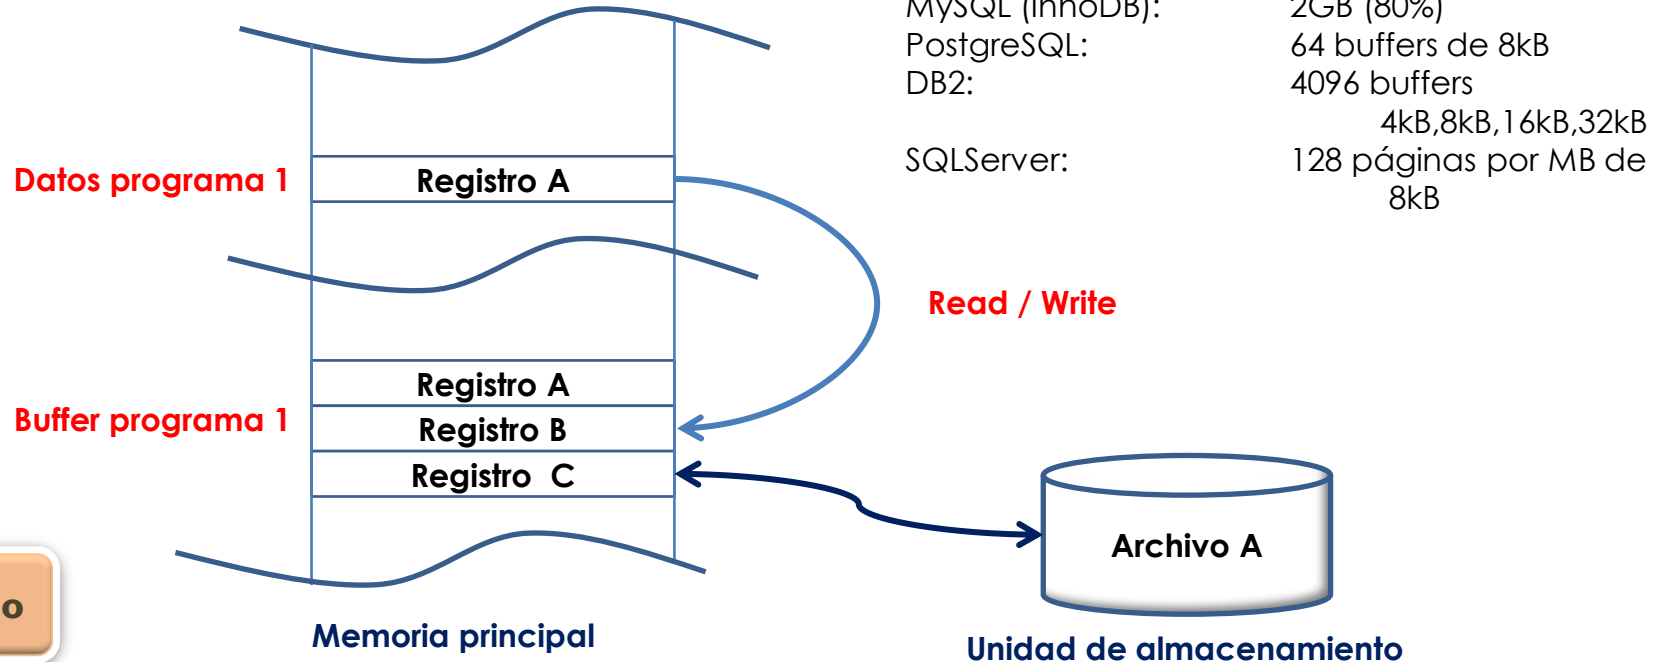 MySQL (InnoDB): 2GB (80%)
PostgreSQL: 64 buffers de 8kB
DB2: 4096 buffers
4kB,8kB,16kB,32kB
SQLServer: 128 páginas por MB de
8kB
Datos programa 1
Registro A
Read / Write
Buffer programa 1
Registro A
Registro B
Registro C
Archivo A
o
Memoria principal
Unidad de almacenamiento